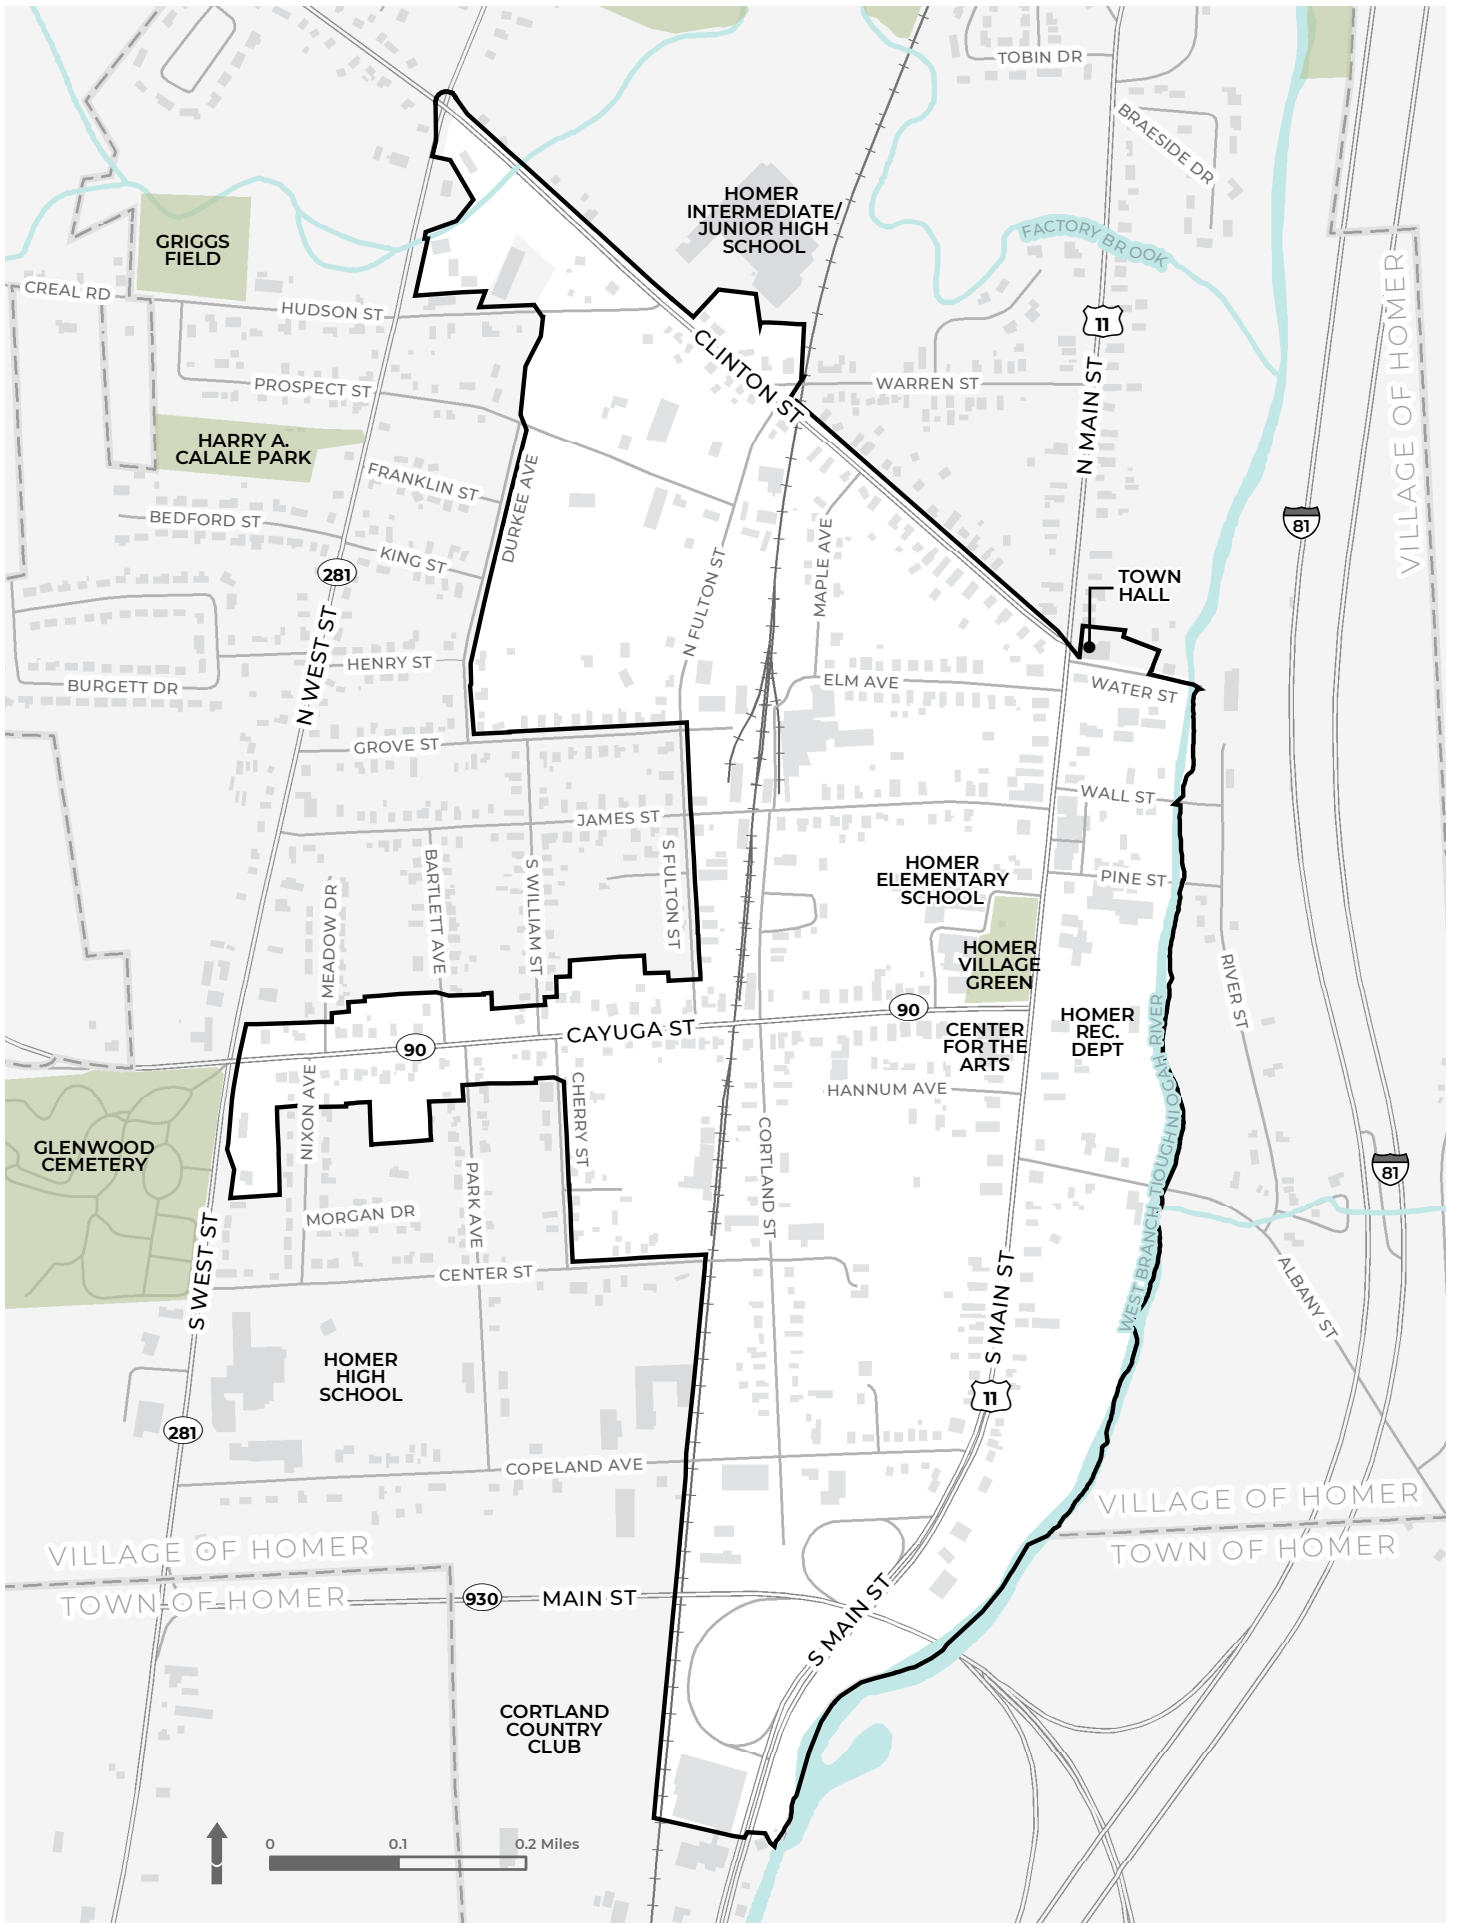 TOBIN DR
BRAESIDE DR
HOMER
INTERMEDIATE/
JUNIOR HIGH
SCHOOL
GRIGGS
FIELD
FACTORY BROOK
CREAL RD
HUDSON ST
11
VILLAGE OF HOMER
CLINTON ST
PROSPECT ST
WARREN ST
N MAIN ST
HARRY A.
CALALE PARK
FRANKLIN ST
DURKEE AVE
BEDFORD ST
81
KING ST
281
MAPLE AVE
N FULTON ST
TOWN
HALL
N WEST ST
HENRY ST
BURGETT DR
ELM AVE
WATER ST
GROVE ST
WALL ST
JAMES ST
S FULTON ST
BARTLETT AVE
S WILLIAM ST
MEADOW DR
HOMER
ELEMENTARY
SCHOOL
PINE ST
HOMER
VILLAGE
GREEN
RIVER ST
90
CAYUGA ST
90
CENTER
FOR THE
ARTS
HOMER
REC.
DEPT
HANNUM AVE
NIXON AVE
CHERRY ST
GLENWOOD
CEMETERY
CORTLAND ST
WEST BRANCH TIOUGHNIOGAH RIVER
81
PARK AVE
MORGAN DR
S WEST ST
CENTER ST
ALBANY ST
S MAIN ST
HOMER
HIGH
SCHOOL
11
281
COPELAND AVE
VILLAGE OF HOMER
TOWN OF HOMER
VILLAGE OF HOMER
TOWN OF HOMER
930
MAIN ST
S MAIN ST
CORTLAND
COUNTRY
CLUB
0 0.1 0.2 Miles